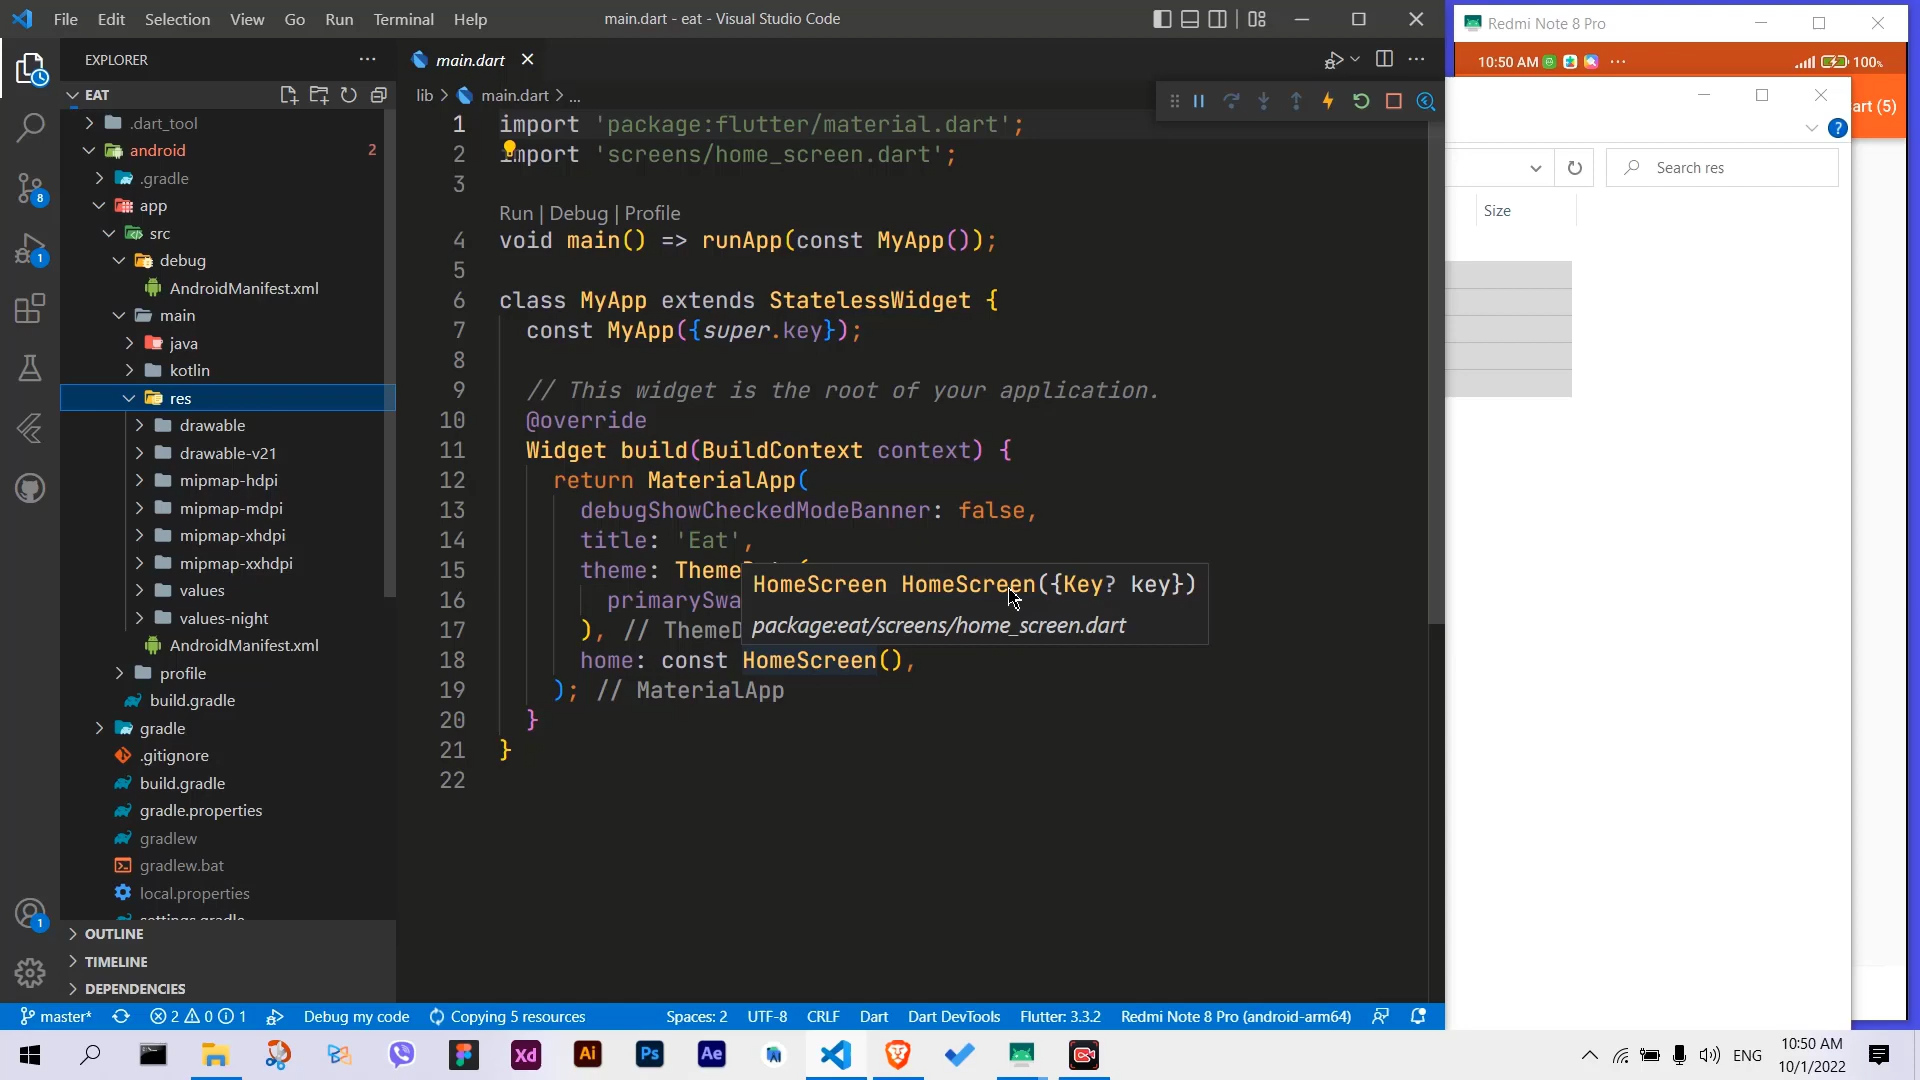 File Edit Selection View Go Run Terminal Help
main.dart - eat - Visual Studio Code
EXPLORER
EAT
.dart_tool
android 2
.gradle
app
src
debug
AndroidManifest.xml
main
java
kotlin
res
drawable
drawable-v21
mipmap-hdpi
mipmap-mdpi
mipmap-xhdpi
mipmap-xxhdpi
values
values-night
AndroidManifest.xml
profile
build.gradle
gradle
.gitignore
build.gradle
gradle.properties
gradlew
gradlew.bat
local.properties
settings.gradle
OUTLINE
TIMELINE
DEPENDENCIES
8
1
1
main.dart
lib > main.dart > ...
1 import 'package:flutter/material.dart';
2 import 'screens/home_screen.dart';
3
Run | Debug | Profile
4 void main() => runApp(const MyApp());
5
6 class MyApp extends StatelessWidget {
7 const MyApp({super.key});
8
9 // This widget is the root of your application.
10 @override
11 Widget build(BuildContext context) {
12 return MaterialApp(
13 debugShowCheckedModeBanner: false,
14 title: 'Eat',
15 theme:
16
17 ), //
18 home: const HomeScreen(),
19 ); // MaterialApp
20 }
21 }
22
HomeScreen HomeScreen({Key? key})
package:eat/screens/home_screen.dart
Redmi Note 8 Pro
10:50 AM ... 100%
art (5)
?
Search res
Size
master* 2 0 1 Debug my code Copying 5 resources Spaces: 2 UTF-8 CRLF Dart Dart DevTools Flutter: 3.3.2 Redmi Note 8 Pro (android-arm64)
Xd Ai Ps Ae
ENG
10:50 AM
10/1/2022